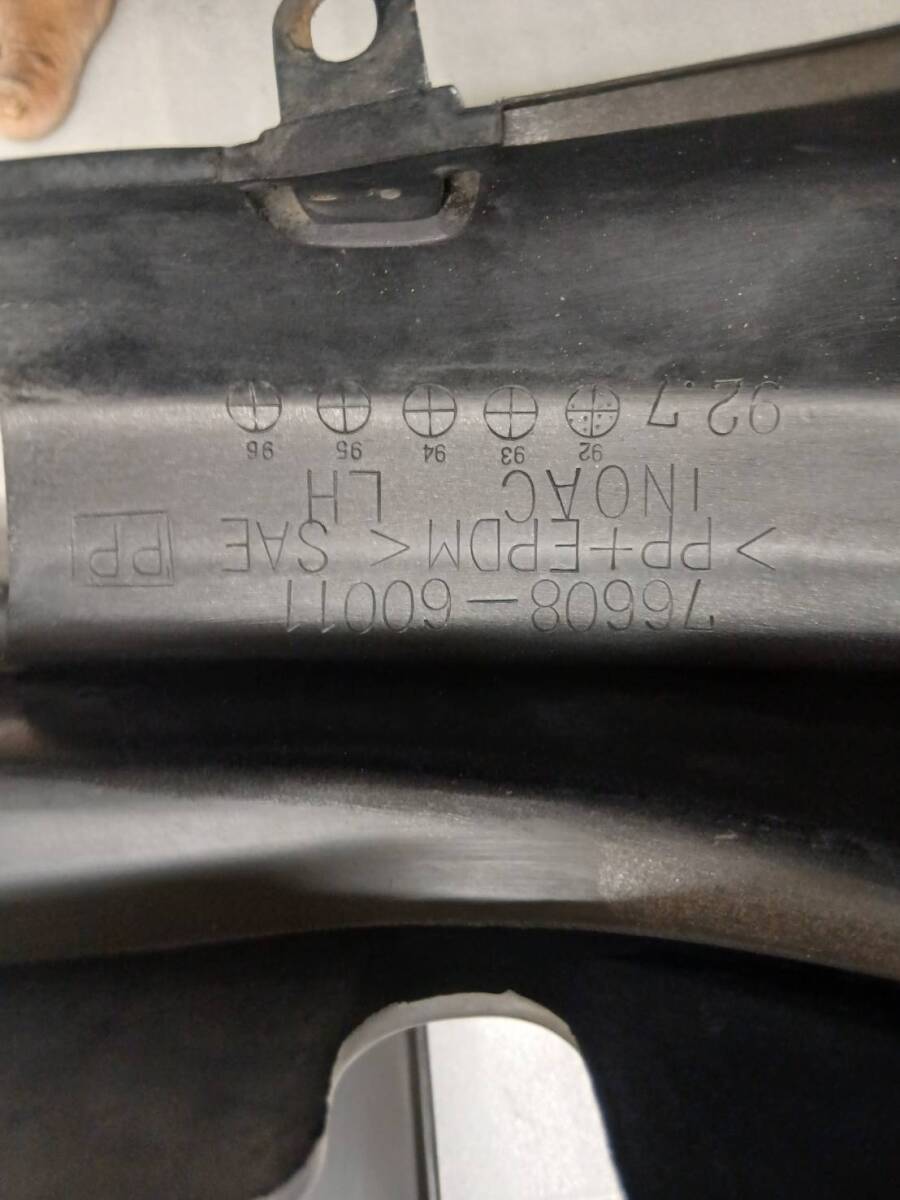 76608-60011
>PP+EPDM< SAE PP
INOAC LH
92 93 94 95 96
92.7